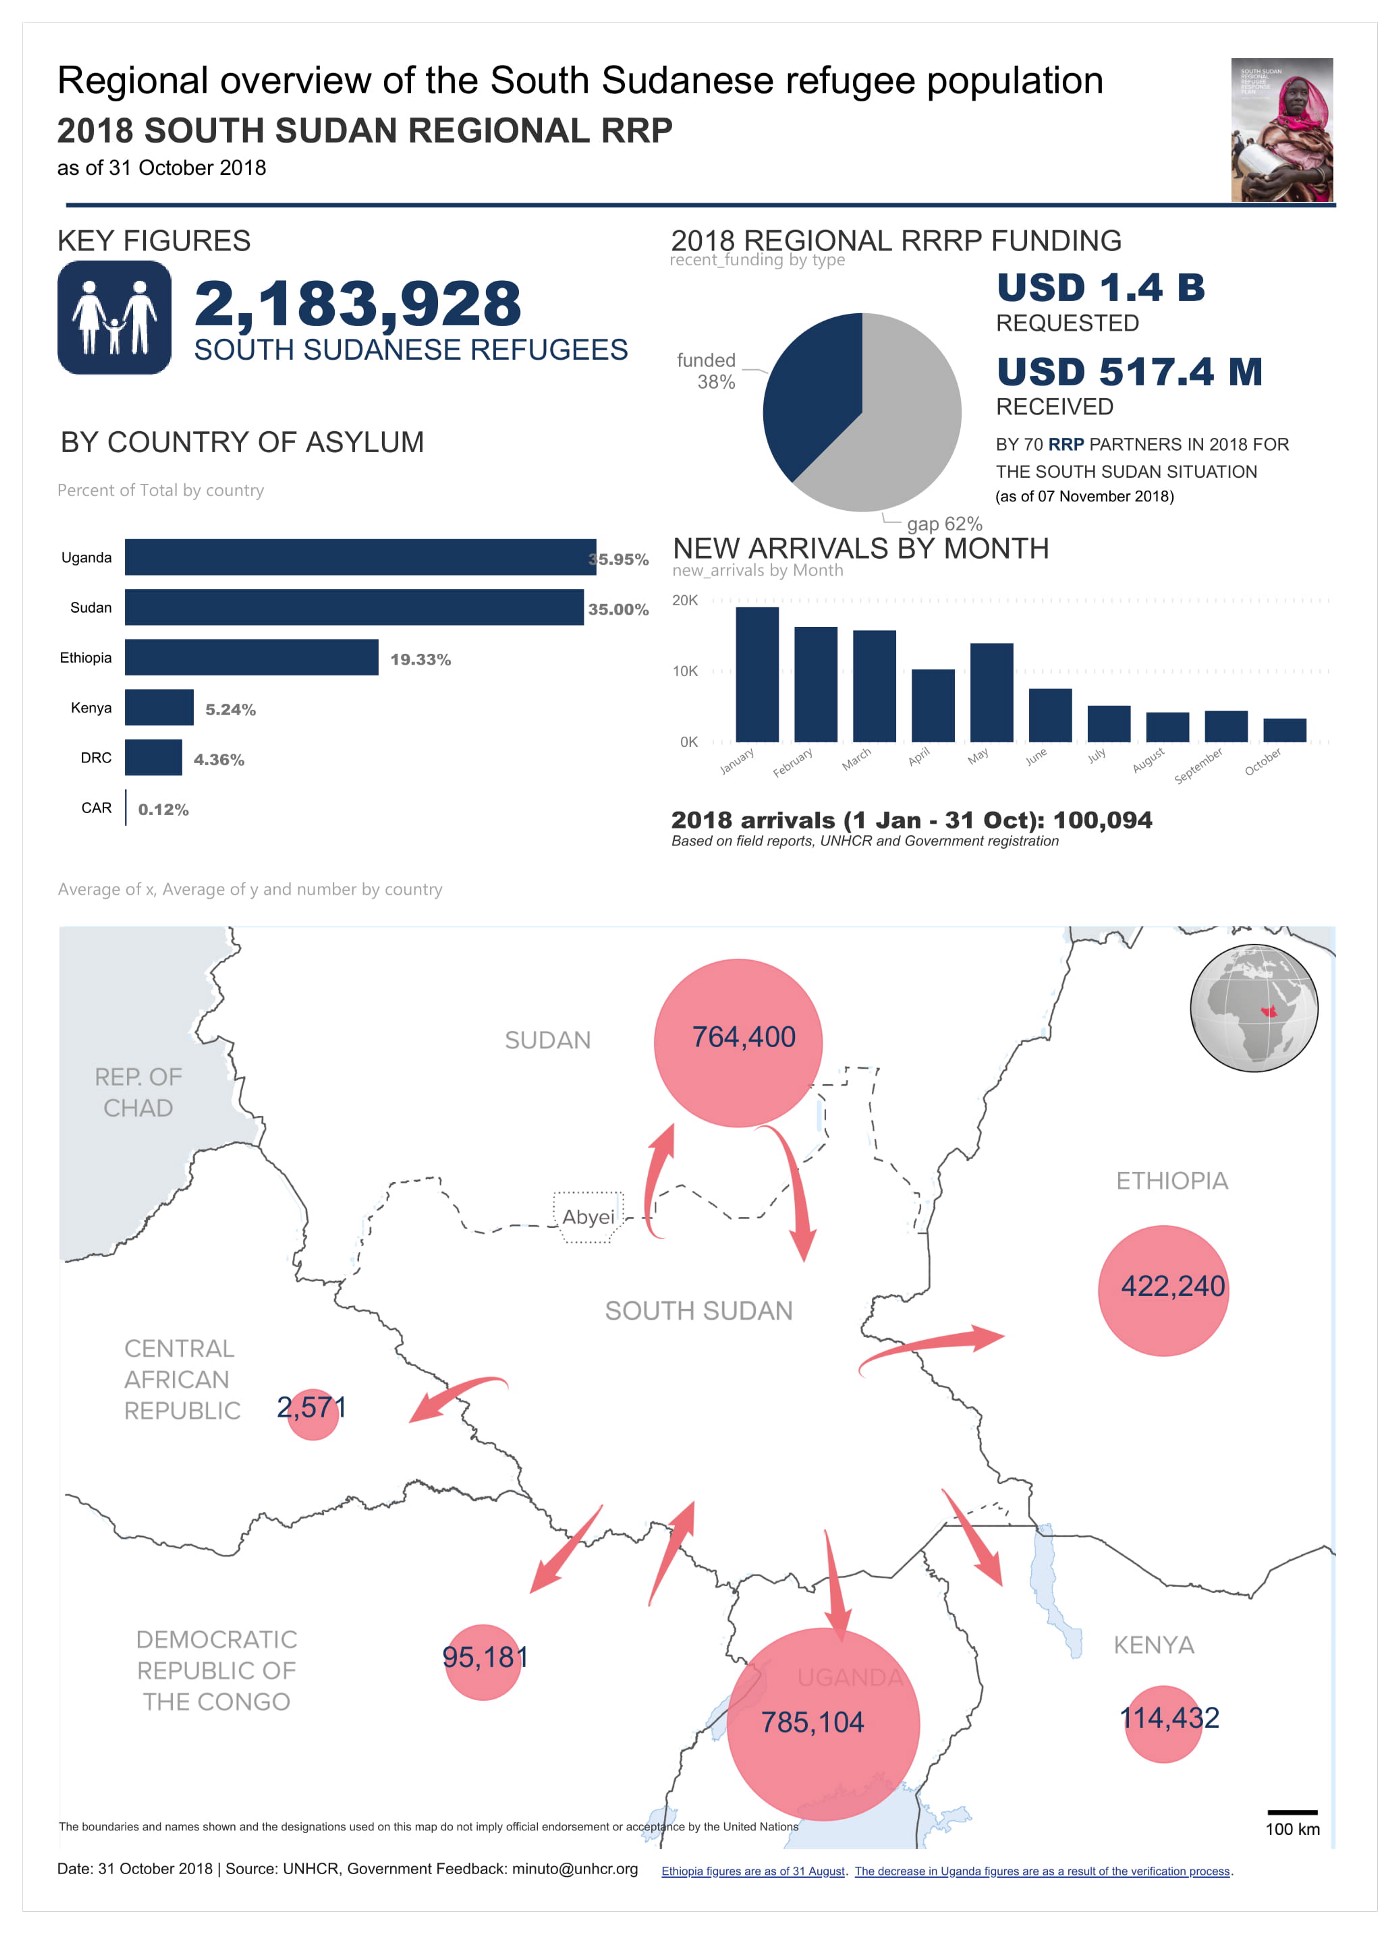 Regional overview of the South Sudanese refugee population
2018 SOUTH SUDAN REGIONAL RRP
as of 31 October 2018
SOUTH SUDAN
REGIONAL
REFUGEE
RESPONSE
PLAN
KEY FIGURES
2,183,928
SOUTH SUDANESE REFUGEES
BY COUNTRY OF ASYLUM
Percent of Total by country
Uganda 35.95%
Sudan 35.00%
Ethiopia 19.33%
Kenya 5.24%
DRC 4.36%
CAR 0.12%
2018 REGIONAL RRRP FUNDING
recent_funding by type
funded
38%
gap 62%
USD 1.4 B
REQUESTED
USD 517.4 M
RECEIVED
BY 70 RRP PARTNERS IN 2018 FOR
THE SOUTH SUDAN SITUATION
(as of 07 November 2018)
NEW ARRIVALS BY MONTH
new_arrivals by Month
20K
10K
0K
January February March April May June July August September October
2018 arrivals (1 Jan - 31 Oct): 100,094
Based on field reports, UNHCR and Government registration
Average of x, Average of y and number by country
SUDAN
764,400
REP. OF
CHAD
ETHIOPIA
Abyei
422,240
SOUTH SUDAN
CENTRAL
AFRICAN
REPUBLIC
2,571
DEMOCRATIC
REPUBLIC OF
THE CONGO
95,181
UGANDA
785,104
KENYA
114,432
The boundaries and names shown and the designations used on this map do not imply official endorsement or acceptance by the United Nations
100 km
Date: 31 October 2018 | Source: UNHCR, Government Feedback: minuto@unhcr.org
Ethiopia figures are as of 31 August. The decrease in Uganda figures are as a result of the verification process.